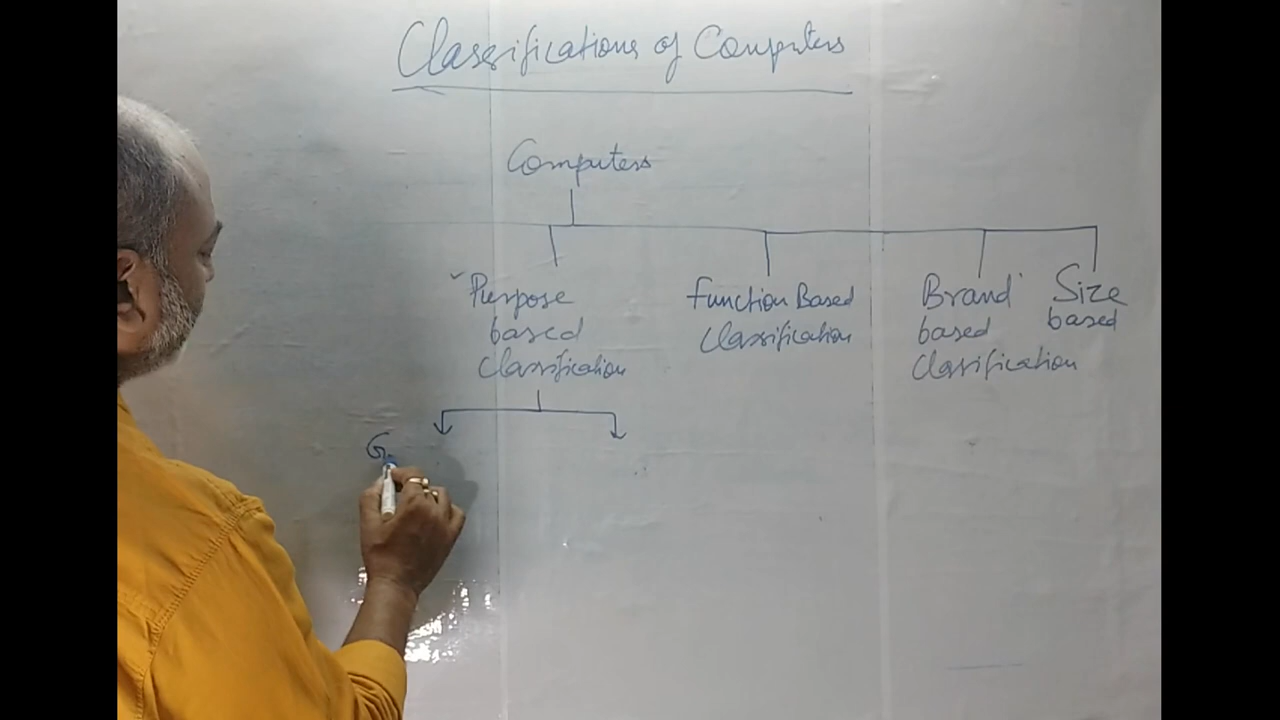 Classifications of Computers
Computers
Purpose
based
Classification
Function Based
Classification
Brand
based
Classification
Size
based
G